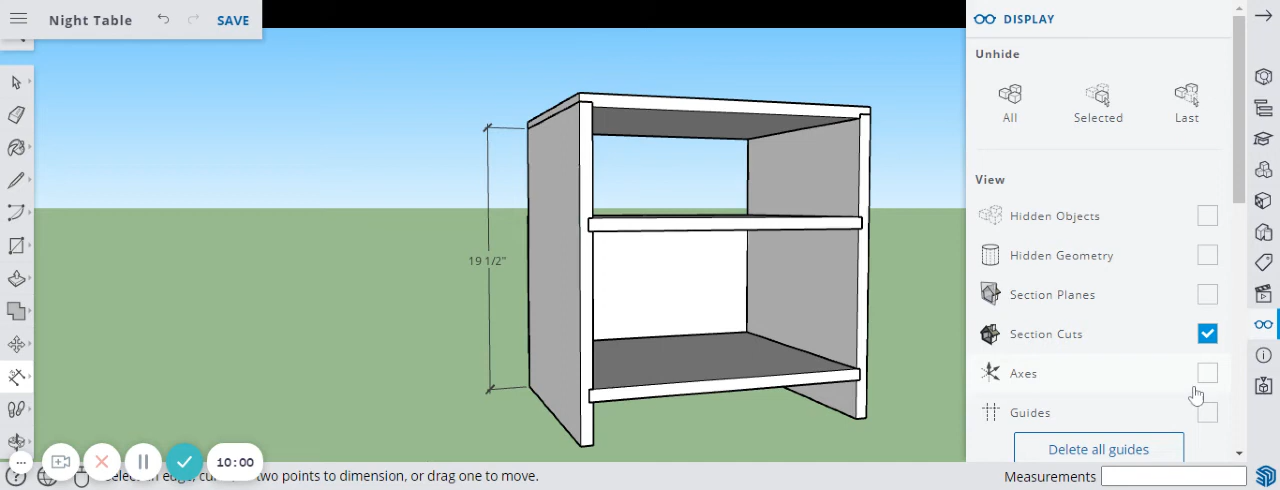 Night Table
SAVE
DISPLAY
Unhide
All
Selected
Last
View
Hidden Objects
Hidden Geometry
Section Planes
Section Cuts
Axes
Guides
Delete all guides
19 1/2"
10:00
two points to dimension, or drag one to move.
Measurements